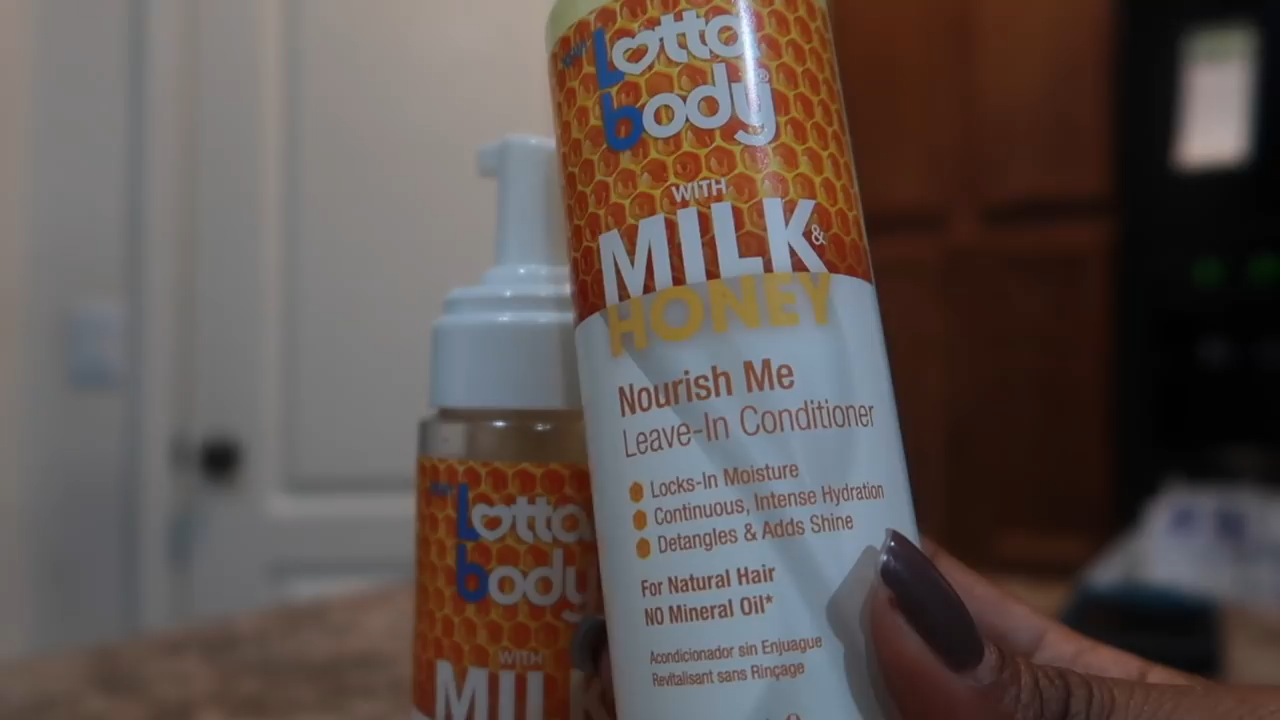 Lotta
body®
WITH
MILK &
HONEY
Nourish Me
Leave-In Conditioner
Locks-In Moisture
Continuous, Intense Hydration
Detangles & Adds Shine
For Natural Hair
NO Mineral Oil*
Acondicionador sin Enjuague
Revitalisant sans Rinçage
Lotta
body
WITH
MILK